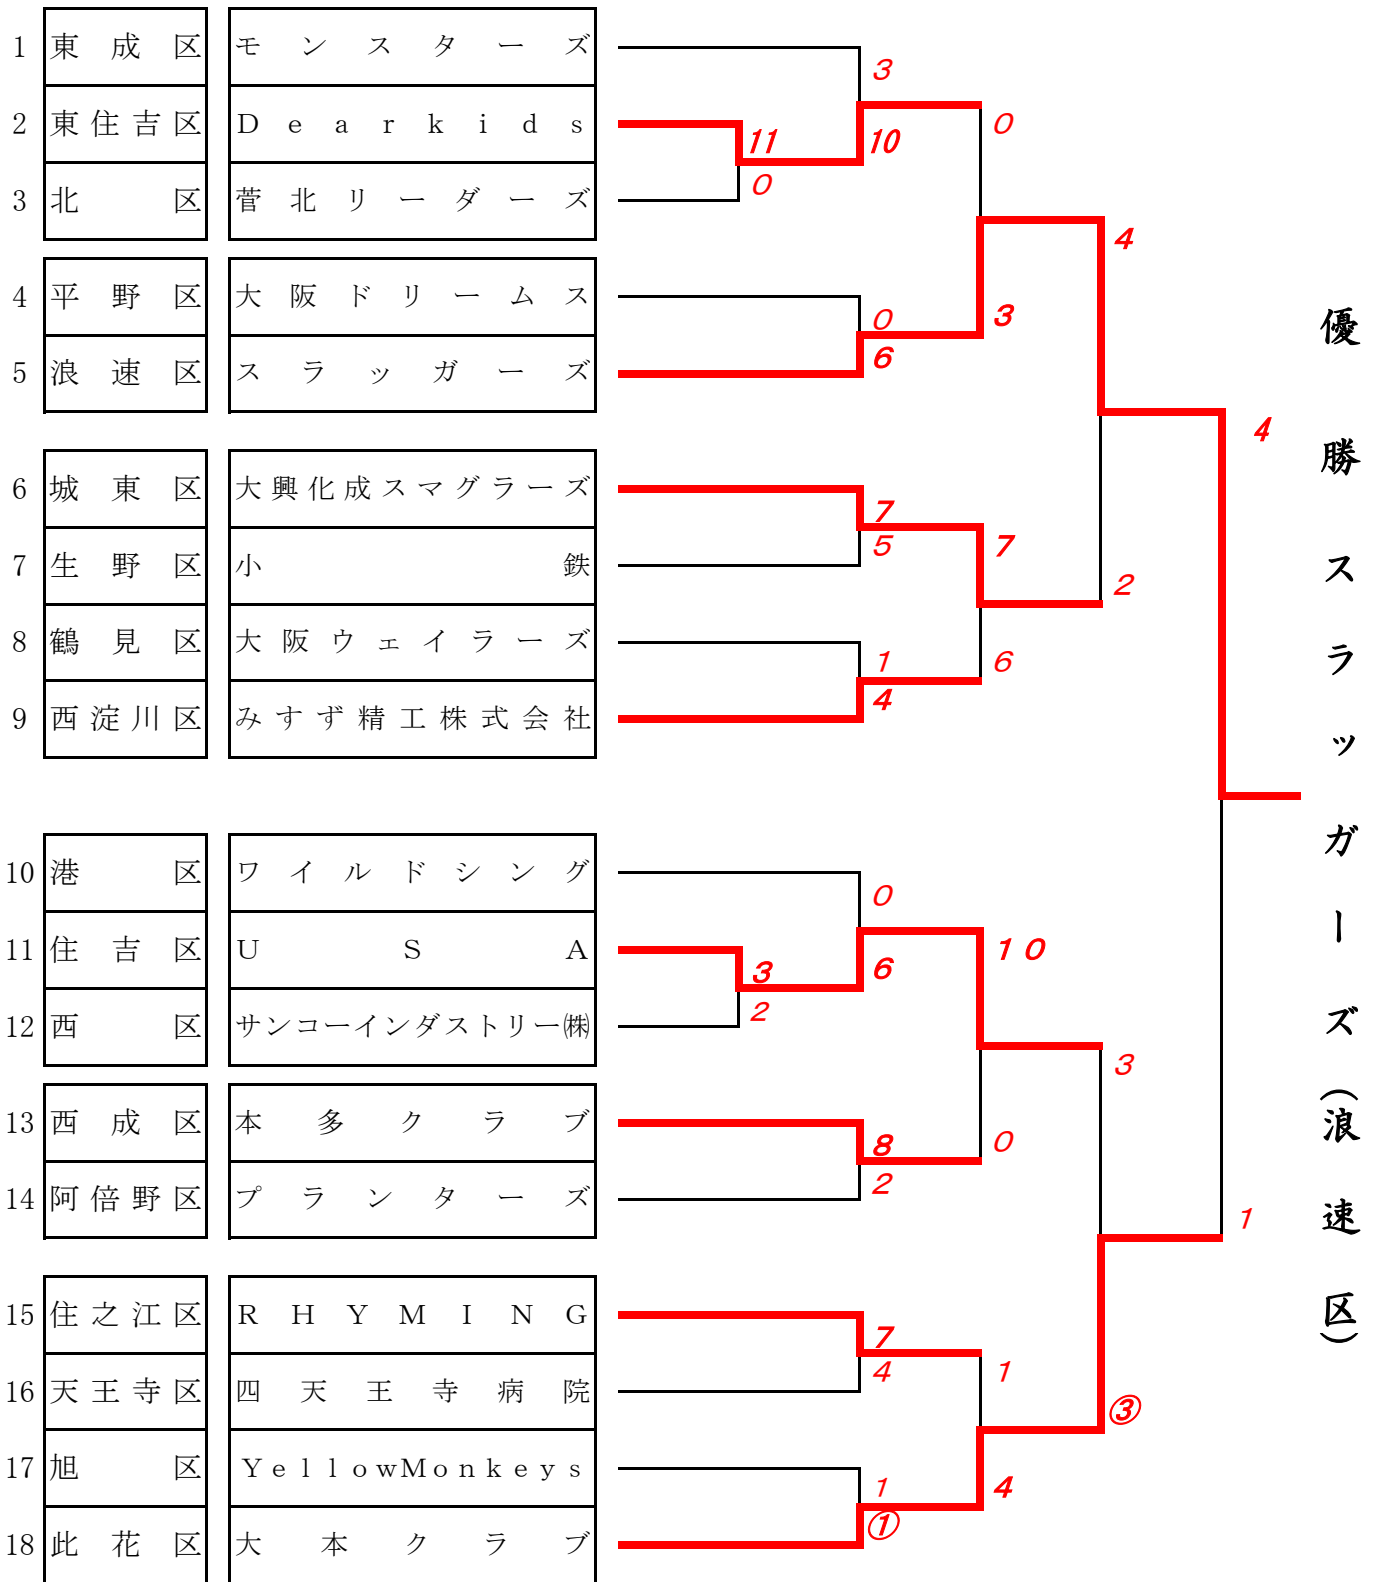 1 東成区 モンスターズ
3
2 東住吉区 Dearkids
11 10 0
3 北区 菅北リーダーズ
0
4
4 平野区 大阪ドリームス
0 3
5 浪速区 スラッガーズ
6
4
6 城東区 大興化成スマグラーズ
7
7 生野区 小鉄
5 7
2
8 鶴見区 大阪ウェイラーズ
1 6
9 西淀川区 みすず精工株式会社
4
10 港区 ワイルドシング
0
11 住吉区 USA
3 6 10
12 西区 サンコーインダストリー㈱
2
3
13 西成区 本多クラブ
8 0
14 阿倍野区 プランターズ
2
1
15 住之江区 RHYMING
7
16 天王寺区 四天王寺病院
4 1
③
17 旭区 YellowMonkeys
1 4
18 此花区 大本クラブ
①
優勝スラッガーズ(浪速区)